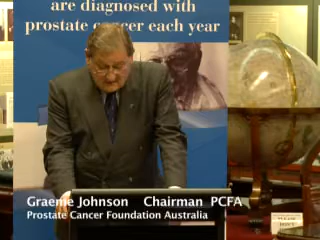 are diagnosed with
prostate cancer each year
Graeme Johnson Chairman PCFA
Prostate Cancer Foundation Australia